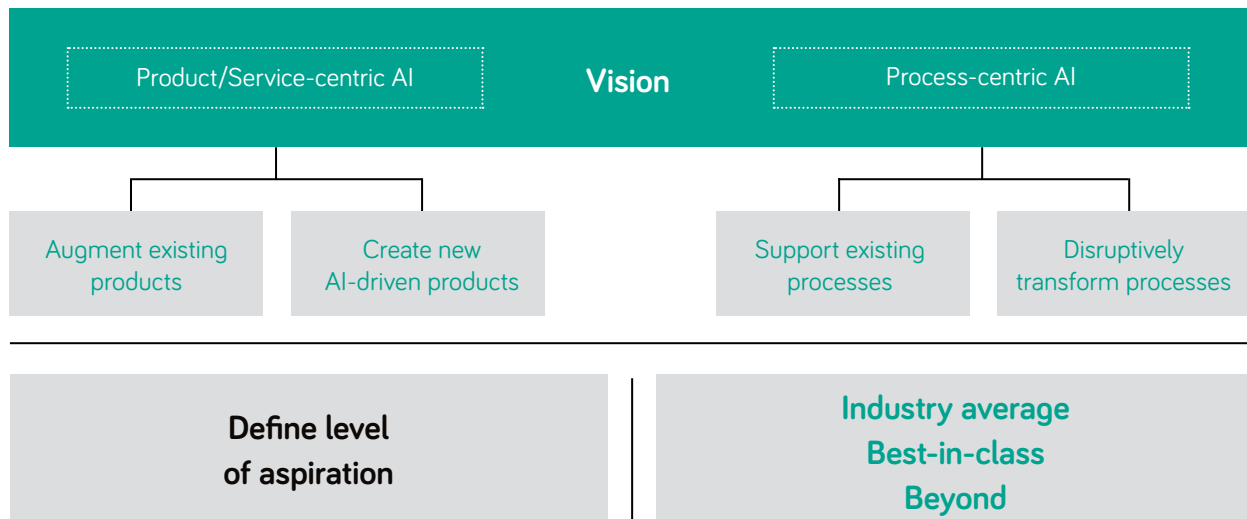 Product/Service-centric AI
Vision
Process-centric AI
Augment existing
products
Create new
AI-driven products
Support existing
processes
Disruptively
transform processes
Define level
of aspiration
Industry average
Best-in-class
Beyond